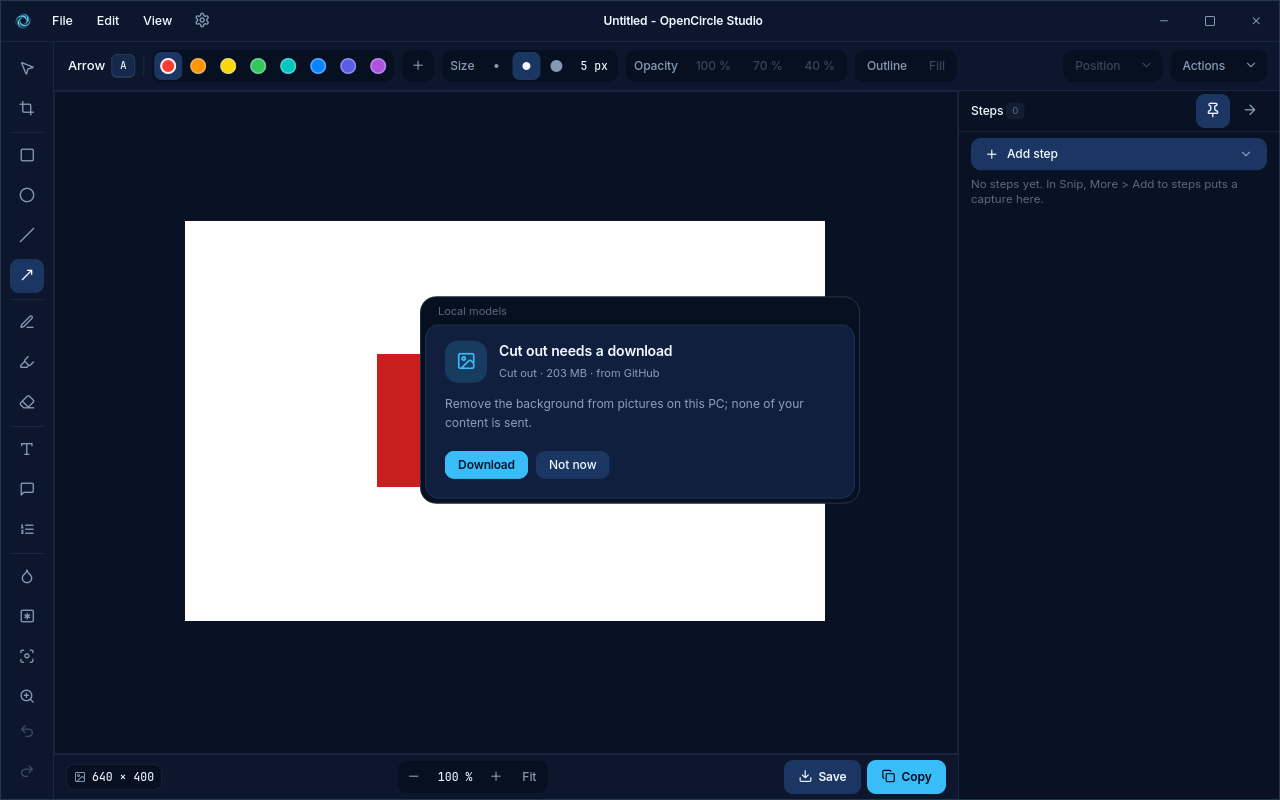 File Edit View
Untitled - OpenCircle Studio
Arrow A
Size 5 px
Opacity 100 % 70 % 40 %
Outline Fill
Position
Actions
Steps 0
Add step
No steps yet. In Snip, More > Add to steps puts a
capture here.
Local models
Cut out needs a download
Cut out · 203 MB · from GitHub
Remove the background from pictures on this PC; none of your
content is sent.
Download Not now
640 × 400
100 % Fit
Save Copy